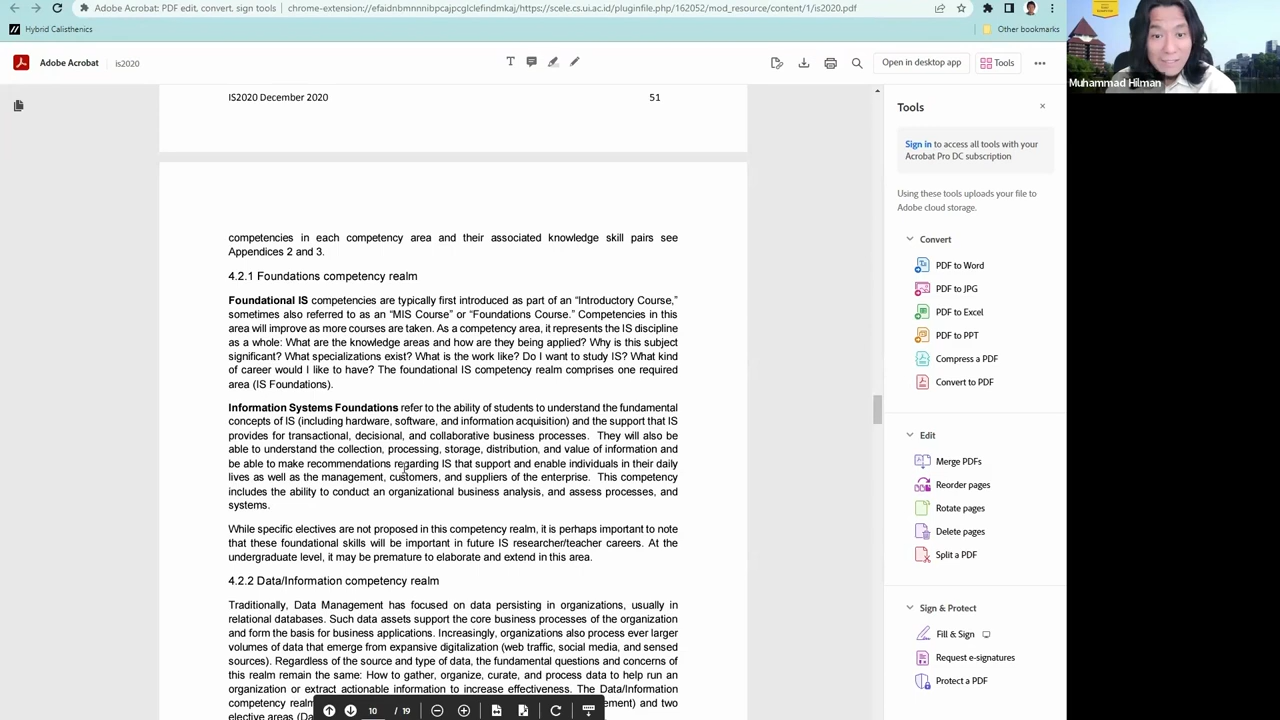 Adobe Acrobat: PDF edit, convert, sign tools
chrome-extension://efaidnbmnnnibpcajpcglclefindmkaj/https://scele.cs.ui.ac.id/pluginfile.php/162052/mod_resource/content/1/is2020.pdf
Hybrid Calisthenics
Other bookmarks
Adobe Acrobat
is2020
Open in desktop app
Tools
Muhammad Hilman
IS2020 December 2020 51
competencies in each competency area and their associated knowledge skill pairs see
Appendices 2 and 3.
4.2.1 Foundations competency realm
Foundational IS competencies are typically first introduced as part of an “Introductory Course,”
sometimes also referred to as an “MIS Course” or “Foundations Course.” Competencies in this
area will improve as more courses are taken. As a competency area, it represents the IS discipline
as a whole: What are the knowledge areas and how are they being applied? Why is this subject
significant? What specializations exist? What is the work like? Do I want to study IS? What kind
of career would I like to have? The foundational IS competency realm comprises one required
area (IS Foundations).
Information Systems Foundations refer to the ability of students to understand the fundamental
concepts of IS (including hardware, software, and information acquisition) and the support that IS
provides for transactional, decisional, and collaborative business processes. They will also be
able to understand the collection, processing, storage, distribution, and value of information and
be able to make recommendations regarding IS that support and enable individuals in their daily
lives as well as the management, customers, and suppliers of the enterprise. This competency
includes the ability to conduct an organizational business analysis, and assess processes, and
systems.
While specific electives are not proposed in this competency realm, it is perhaps important to note
that these foundational skills will be important in future IS researcher/teacher careers. At the
undergraduate level, it may be premature to elaborate and extend in this area.
4.2.2 Data/Information competency realm
Traditionally, Data Management has focused on data persisting in organizations, usually in
relational databases. Such data assets support the core business processes of the organization
and form the basis for business applications. Increasingly, organizations also process ever larger
volumes of data that emerge from expansive digitalization (web traffic, social media, and sensed
sources). Regardless of the source and type of data, the fundamental questions and concerns of
this realm remain the same: How to gather, organize, curate, and process data to help run an
organization or extract actionable information to increase effectiveness. The Data/Information
competency realm ement) and two
elective areas (Da
10 / 19
Tools
Sign in to access all tools with your
Acrobat Pro DC subscription
Using these tools uploads your file to
Adobe cloud storage.
Convert
PDF to Word
PDF to JPG
PDF to Excel
PDF to PPT
Compress a PDF
Convert to PDF
Edit
Merge PDFs
Reorder pages
Rotate pages
Delete pages
Split a PDF
Sign & Protect
Fill & Sign
Request e-signatures
Protect a PDF